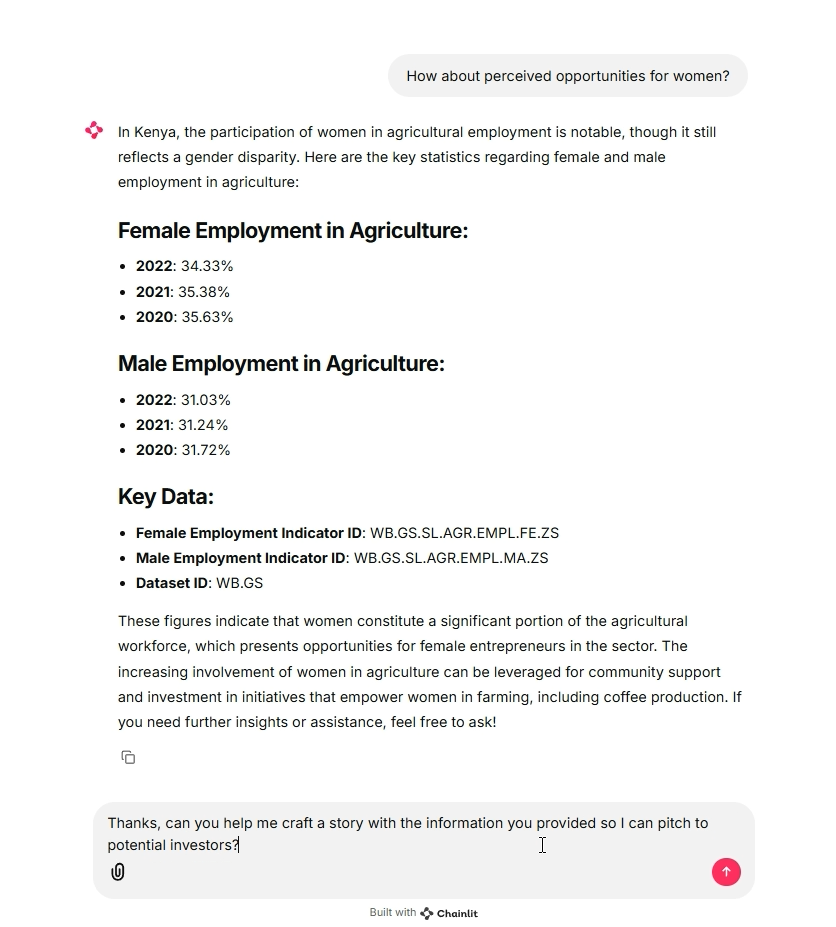 How about perceived opportunities for women?
In Kenya, the participation of women in agricultural employment is notable, though it still
reflects a gender disparity. Here are the key statistics regarding female and male
employment in agriculture:
Female Employment in Agriculture:
• 2022: 34.33%
• 2021: 35.38%
• 2020: 35.63%
Male Employment in Agriculture:
• 2022: 31.03%
• 2021: 31.24%
• 2020: 31.72%
Key Data:
• Female Employment Indicator ID: WB.GS.SL.AGR.EMPL.FE.ZS
• Male Employment Indicator ID: WB.GS.SL.AGR.EMPL.MA.ZS
• Dataset ID: WB.GS
These figures indicate that women constitute a significant portion of the agricultural
workforce, which presents opportunities for female entrepreneurs in the sector. The
increasing involvement of women in agriculture can be leveraged for community support
and investment in initiatives that empower women in farming, including coffee production. If
you need further insights or assistance, feel free to ask!
Thanks, can you help me craft a story with the information you provided so I can pitch to
potential investors?
Built with Chainlit